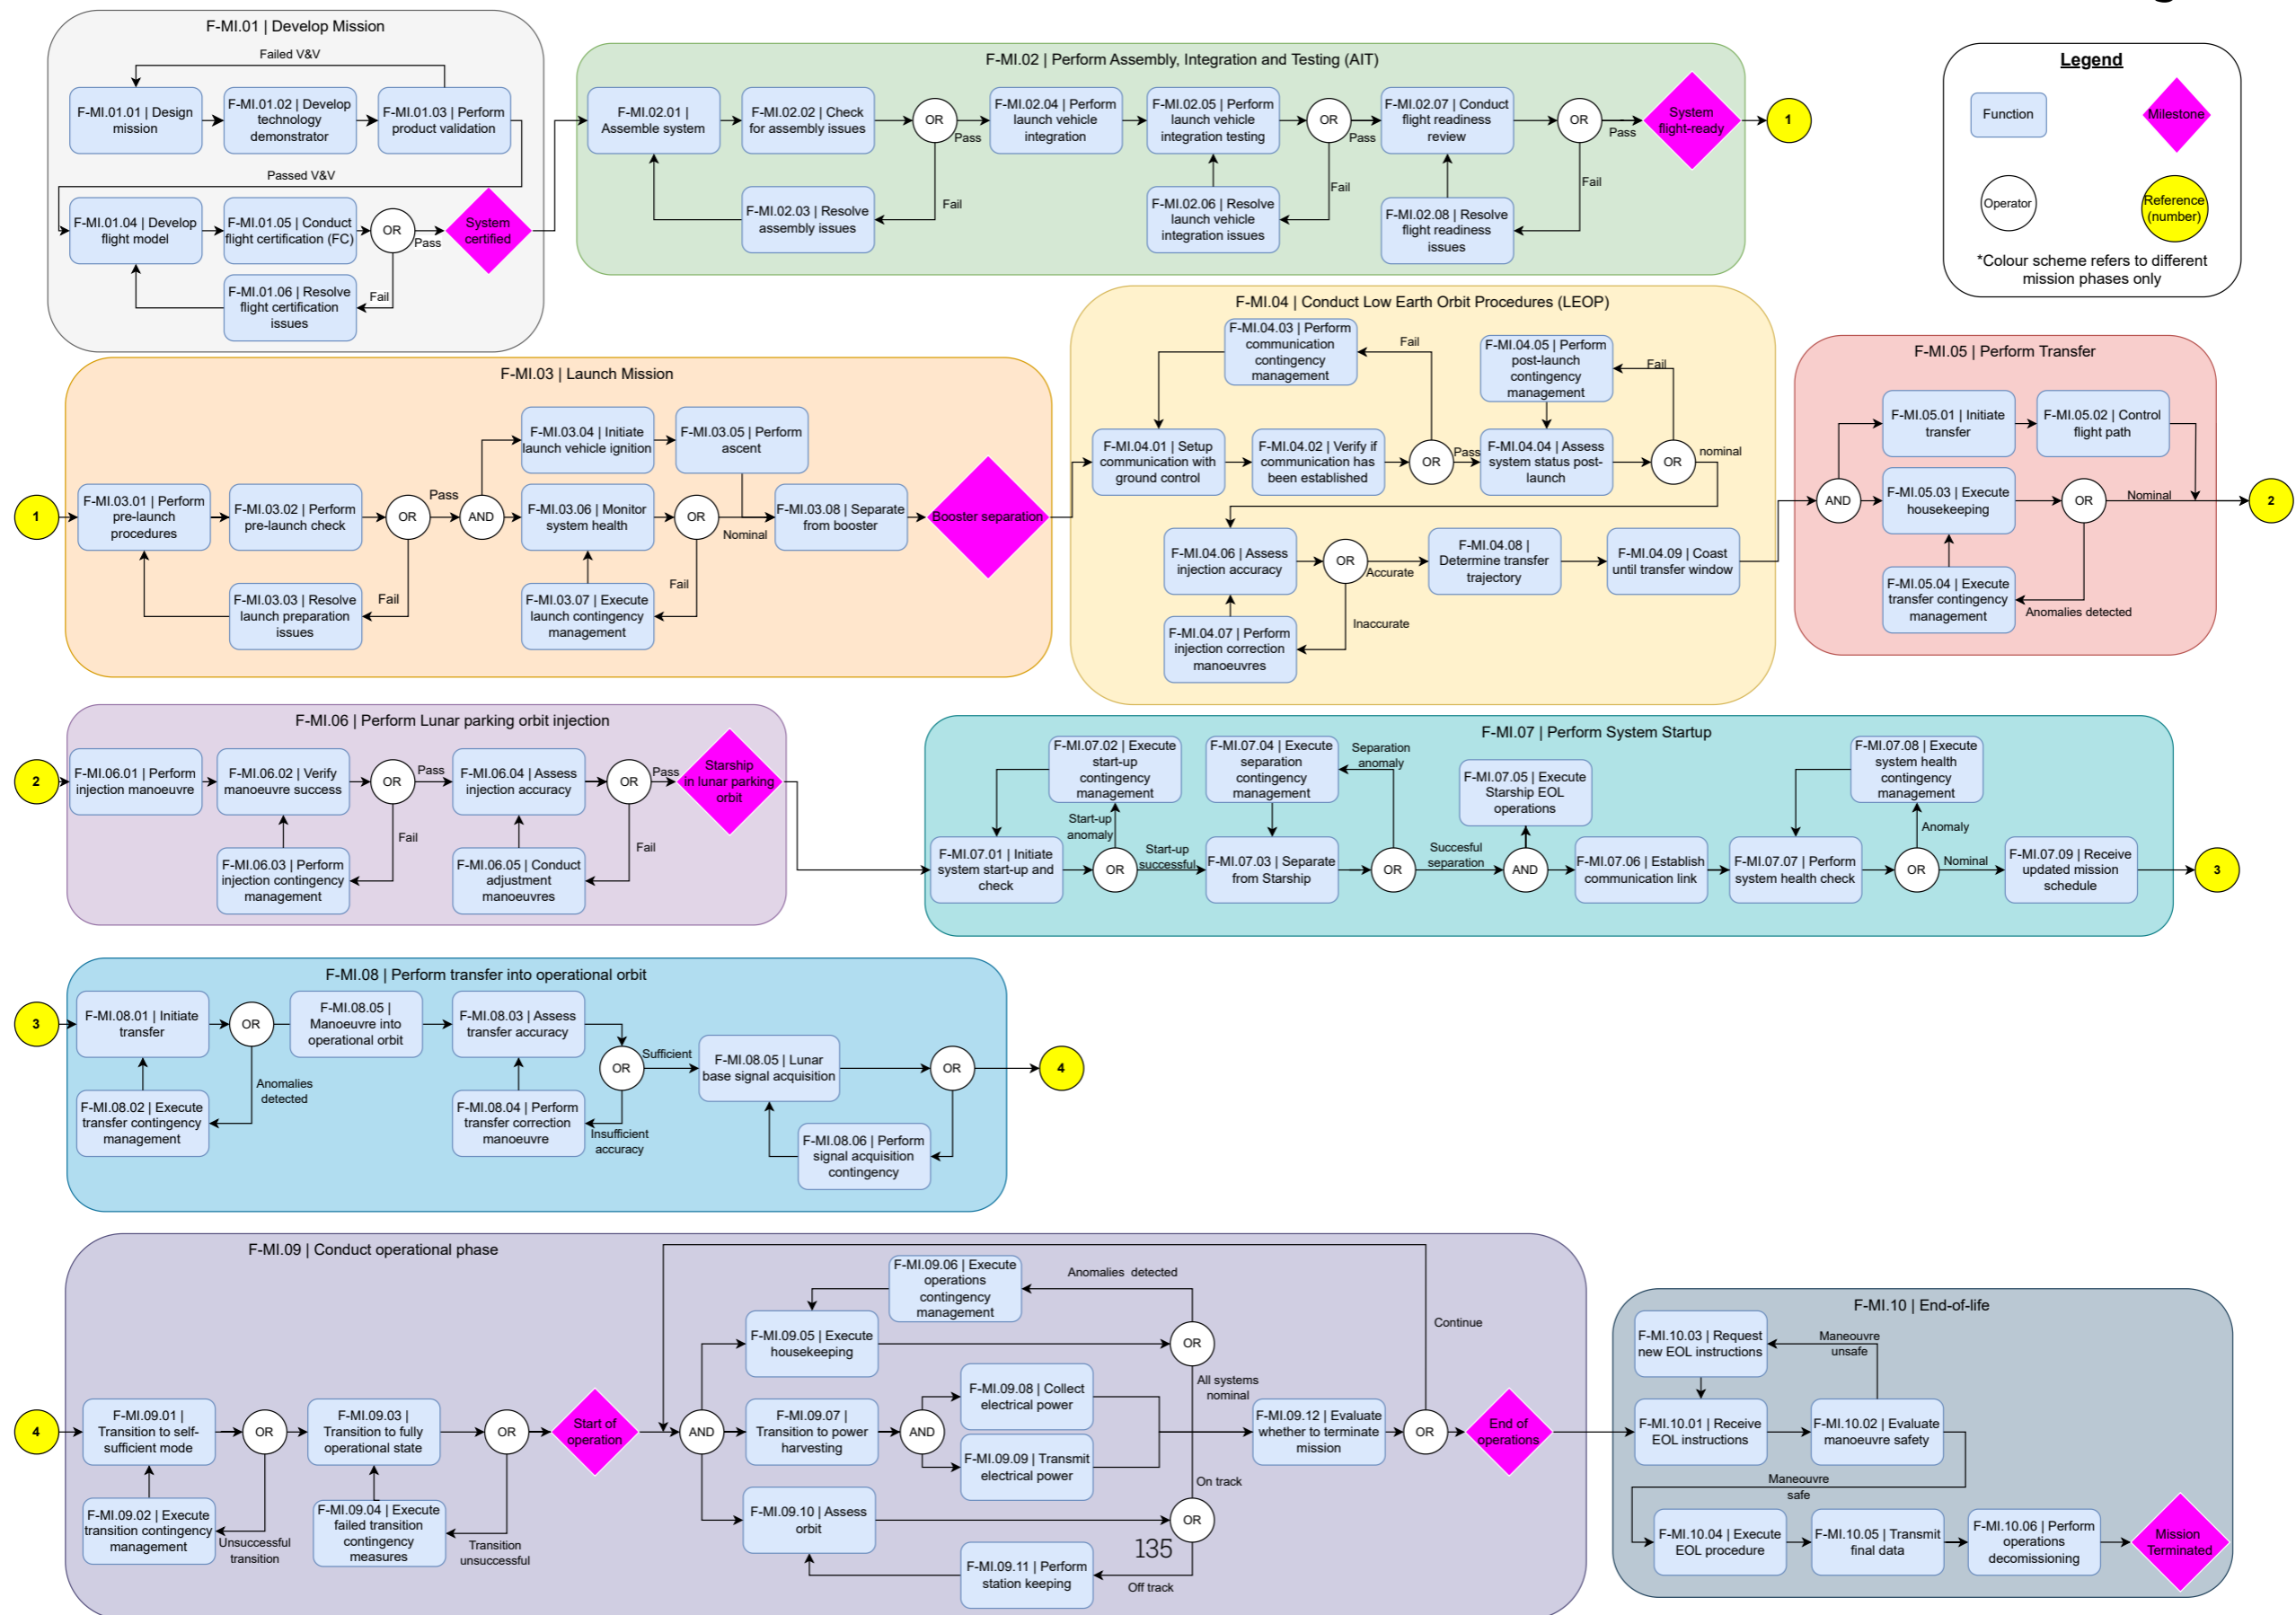 F-MI.01 | Develop Mission
Failed V&V
F-MI.01.01 | Design
mission
F-MI.01.02 | Develop
technology
demonstrator
F-MI.01.03 | Perform
product validation
Passed V&V
F-MI.01.04 | Develop
flight model
F-MI.01.05 | Conduct
flight certification (FC)
OR
Pass
System
certified
F-MI.01.06 | Resolve
flight certification
issues
Fail
F-MI.02 | Perform Assembly, Integration and Testing (AIT)
F-MI.02.01 |
Assemble system
F-MI.02.02 | Check
for assembly issues
OR
Pass
F-MI.02.04 | Perform
launch vehicle
integration
F-MI.02.05 | Perform
launch vehicle
integration testing
OR
Pass
F-MI.02.07 | Conduct
flight readiness
review
OR
Pass
System
flight-ready
1
F-MI.02.03 | Resolve
assembly issues
Fail
F-MI.02.06 | Resolve
launch vehicle
integration issues
Fail
F-MI.02.08 | Resolve
flight readiness
issues
Fail
Legend
Function
Milestone
Operator
Reference
(number)
*Colour scheme refers to different
mission phases only
F-MI.03 | Launch Mission
1
F-MI.03.01 | Perform
pre-launch
procedures
F-MI.03.02 | Perform
pre-launch check
OR
Pass
AND
F-MI.03.04 | Initiate
launch vehicle ignition
F-MI.03.05 | Perform
ascent
F-MI.03.06 | Monitor
system health
OR
Nominal
F-MI.03.08 | Separate
from booster
Booster separation
F-MI.03.03 | Resolve
launch preparation
issues
Fail
F-MI.03.07 | Execute
launch contingency
management
Fail
F-MI.04 | Conduct Low Earth Orbit Procedures (LEOP)
F-MI.04.03 | Perform
communication
contingency
management
Fail
F-MI.04.05 | Perform
post-launch
contingency
management
Fail
F-MI.04.01 | Setup
communication with
ground control
F-MI.04.02 | Verify if
communication has
been established
OR
Pass
F-MI.04.04 | Assess
system status post-
launch
OR
nominal
F-MI.04.06 | Assess
injection accuracy
OR
Accurate
F-MI.04.08 |
Determine transfer
trajectory
F-MI.04.09 | Coast
until transfer window
F-MI.04.07 | Perform
injection correction
manoeuvres
Inaccurate
F-MI.05 | Perform Transfer
F-MI.05.01 | Initiate
transfer
F-MI.05.02 | Control
flight path
AND
F-MI.05.03 | Execute
housekeeping
OR
Nominal
2
F-MI.05.04 | Execute
transfer contingency
management
Anomalies detected
F-MI.06 | Perform Lunar parking orbit injection
2
F-MI.06.01 | Perform
injection manoeuvre
F-MI.06.02 | Verify
manoeuvre success
OR
Pass
F-MI.06.04 | Assess
injection accuracy
OR
Pass
Starship
in lunar parking
orbit
F-MI.06.03 | Perform
injection contingency
management
Fail
F-MI.06.05 | Conduct
adjustment
manoeuvres
Fail
F-MI.07 | Perform System Startup
F-MI.07.02 | Execute
start-up
contingency
management
F-MI.07.04 | Execute
separation
contingency
management
Separation
anomaly
F-MI.07.05 | Execute
Starship EOL
operations
F-MI.07.08 | Execute
system health
contingency
management
Start-up
anomaly
Anomaly
F-MI.07.01 | Initiate
system start-up and
check
OR
Start-up
successful
F-MI.07.03 | Separate
from Starship
OR
Succesful
separation
AND
F-MI.07.06 | Establish
communication link
F-MI.07.07 | Perform
system health check
OR
Nominal
F-MI.07.09 | Receive
updated mission
schedule
3
F-MI.08 | Perform transfer into operational orbit
3
F-MI.08.01 | Initiate
transfer
OR
F-MI.08.05 |
Manoeuvre into
operational orbit
F-MI.08.03 | Assess
transfer accuracy
OR
Sufficient
F-MI.08.05 | Lunar
base signal acquisition
OR
4
Anomalies
detected
F-MI.08.02 | Execute
transfer contingency
management
F-MI.08.04 | Perform
transfer correction
manoeuvre
Insufficient
accuracy
F-MI.08.06 | Perform
signal acquisition
contingency
F-MI.09 | Conduct operational phase
F-MI.09.06 | Execute
operations
contingency
management
Anomalies detected
F-MI.09.05 | Execute
housekeeping
OR
Continue
All systems
nominal
4
F-MI.09.01 |
Transition to self-
sufficient mode
OR
F-MI.09.03 |
Transition to fully
operational state
OR
Start of
operation
AND
F-MI.09.07 |
Transition to power
harvesting
AND
F-MI.09.08 | Collect
electrical power
F-MI.09.09 | Transmit
electrical power
F-MI.09.12 | Evaluate
whether to terminate
mission
OR
End of
operations
F-MI.09.02 | Execute
transition contingency
management
Unsuccessful
transition
F-MI.09.04 | Execute
failed transition
contingency
measures
Transition
unsuccessful
On track
F-MI.09.10 | Assess
orbit
OR
135
F-MI.09.11 | Perform
station keeping
Off track
F-MI.10 | End-of-life
F-MI.10.03 | Request
new EOL instructions
Maneouvre
unsafe
F-MI.10.01 | Receive
EOL instructions
F-MI.10.02 | Evaluate
manoeuvre safety
Maneouvre
safe
F-MI.10.04 | Execute
EOL procedure
F-MI.10.05 | Transmit
final data
F-MI.10.06 | Perform
operations
decomissioning
Mission
Terminated